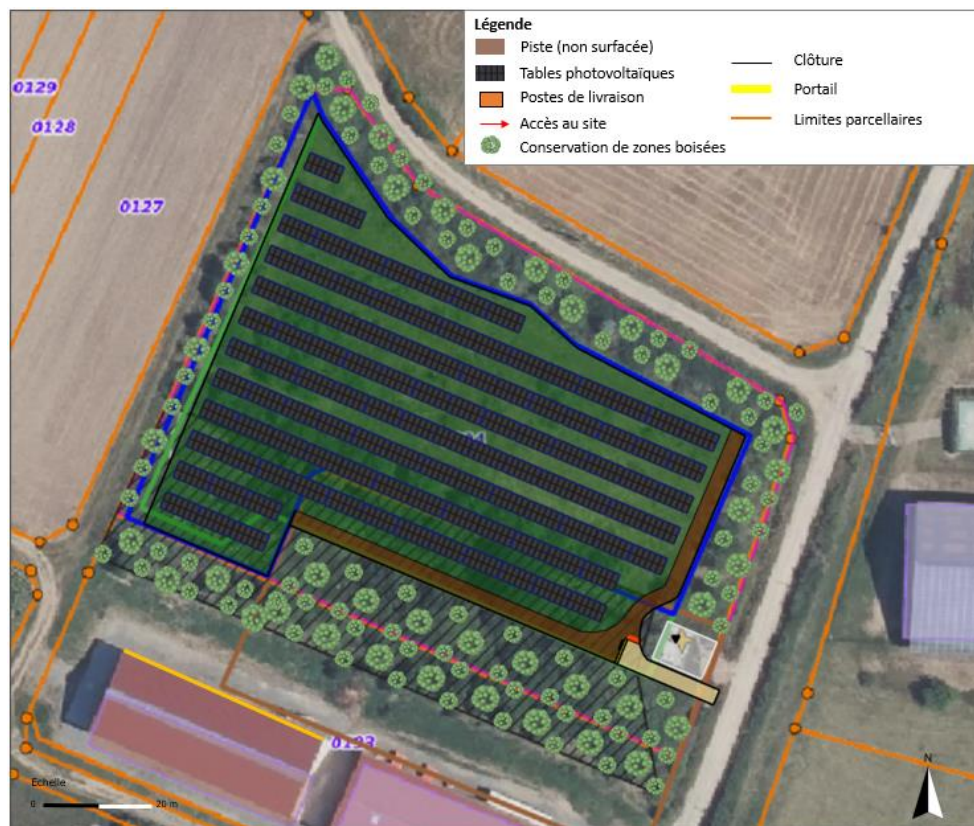 Légende
Piste (non surfacée)
Tables photovoltaïques
Postes de livraison
Accès au site
Conservation de zones boisées
Clôture
Portail
Limites parcellaires
0129
0128
0127
0123
Echelle
0 20 m
N